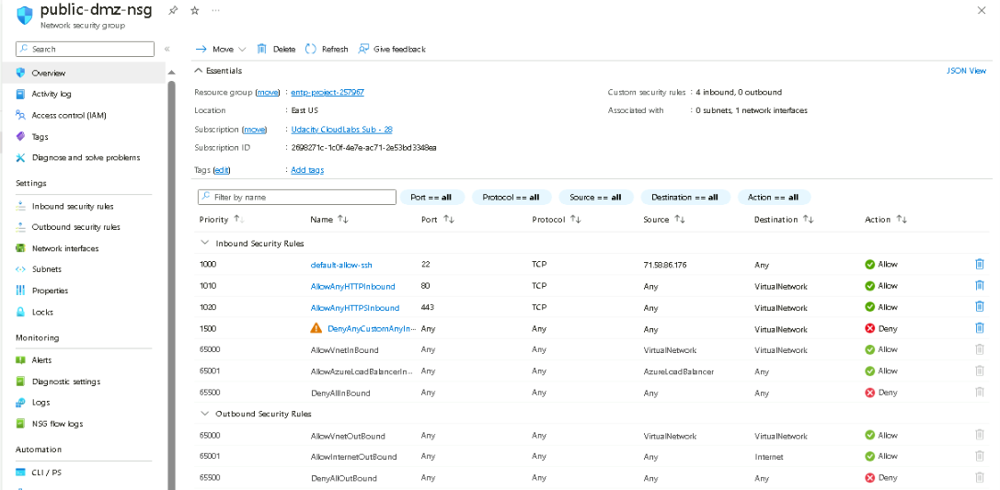 public-dmz-nsg
Network security group
Search
Move Delete Refresh Give feedback
Overview
Activity log
Access control (IAM)
Tags
Diagnose and solve problems
Settings
Inbound security rules
Outbound security rules
Network interfaces
Subnets
Properties
Locks
Monitoring
Alerts
Diagnostic settings
Logs
NSG flow logs
Automation
CLI / PS
Essentials JSON View
Resource group (move) : entp-project-257967 Custom security rules : 4 inbound, 0 outbound
Location : East US Associated with : 0 subnets, 1 network interfaces
Subscription (move) : Udacity CloudLabs Sub - 28
Subscription ID : 2698271c-1c0f-4e7e-ac71-2e53bd3348ea
Tags (edit) : Add tags
Filter by name Port == all Protocol == all Source == all Destination == all Action == all
Priority Name Port Protocol Source Destination Action
Inbound Security Rules
1000 default-allow-ssh 22 TCP 71.58.86.176 Any Allow
1010 AllowAnyHTTPInbound 80 TCP Any VirtualNetwork Allow
1020 AllowAnyHTTPSInbound 443 TCP Any VirtualNetwork Allow
1500 DenyAnyCustomAnyIn... Any Any Any VirtualNetwork Deny
65000 AllowVnetInBound Any Any VirtualNetwork VirtualNetwork Allow
65001 AllowAzureLoadBalancerIn... Any Any AzureLoadBalancer Any Allow
65500 DenyAllInBound Any Any Any Any Deny
Outbound Security Rules
65000 AllowVnetOutBound Any Any VirtualNetwork VirtualNetwork Allow
65001 AllowInternetOutBound Any Any Any Internet Allow
65500 DenyAllOutBound Any Any Any Any Deny